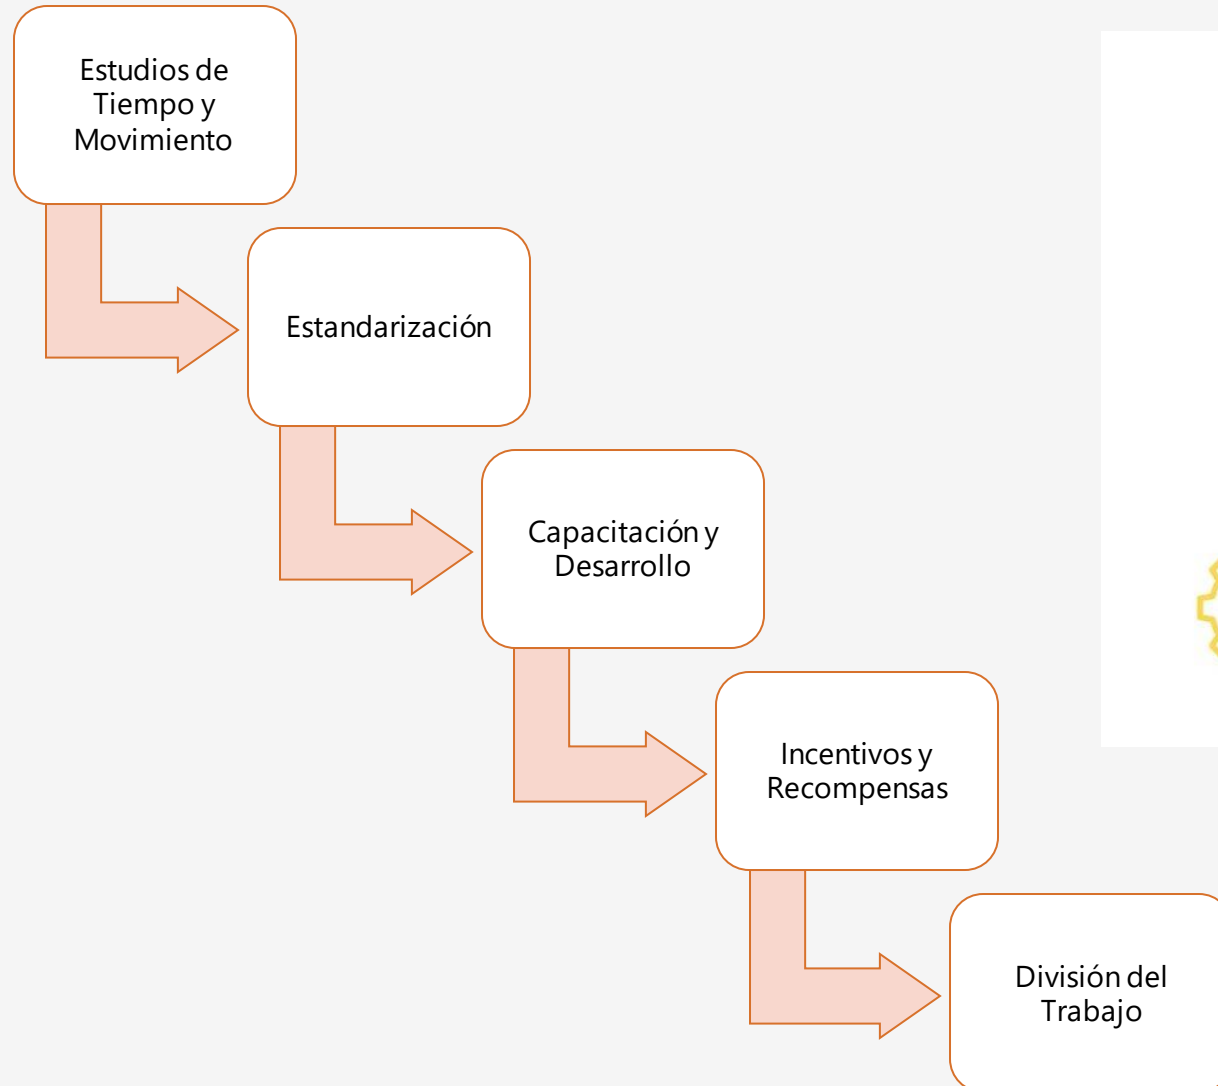 Estudios de
Tiempo y
Movimiento
Estandarización
Capacitación y
Desarrollo
Incentivos y
Recompensas
División del
Trabajo